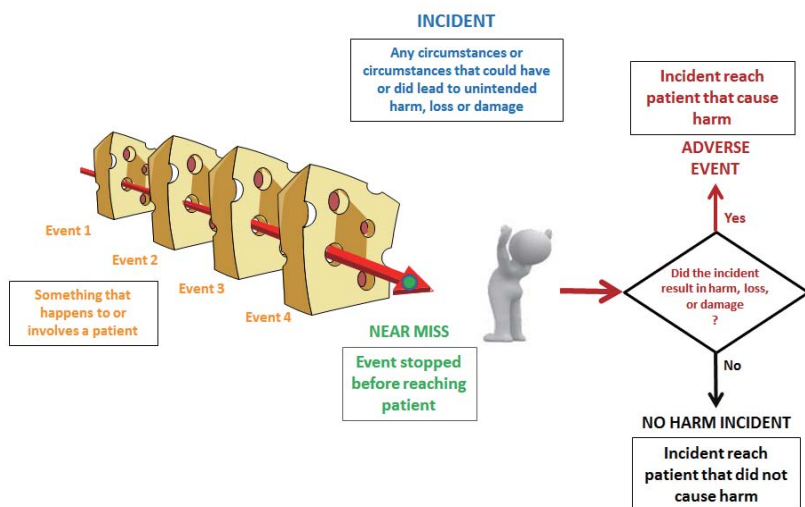 INCIDENT
Any circumstances or
circumstances that could have
or did lead to unintended
harm, loss or damage
Incident reach
patient that cause
harm
ADVERSE
EVENT
Yes
Event 1
Event 2
Event 3
Event 4
Something that
happens to or
involves a patient
NEAR MISS
Event stopped
before reaching
patient
Did the incident
result in harm, loss,
or damage
?
No
NO HARM INCIDENT
Incident reach
patient that did not
cause harm